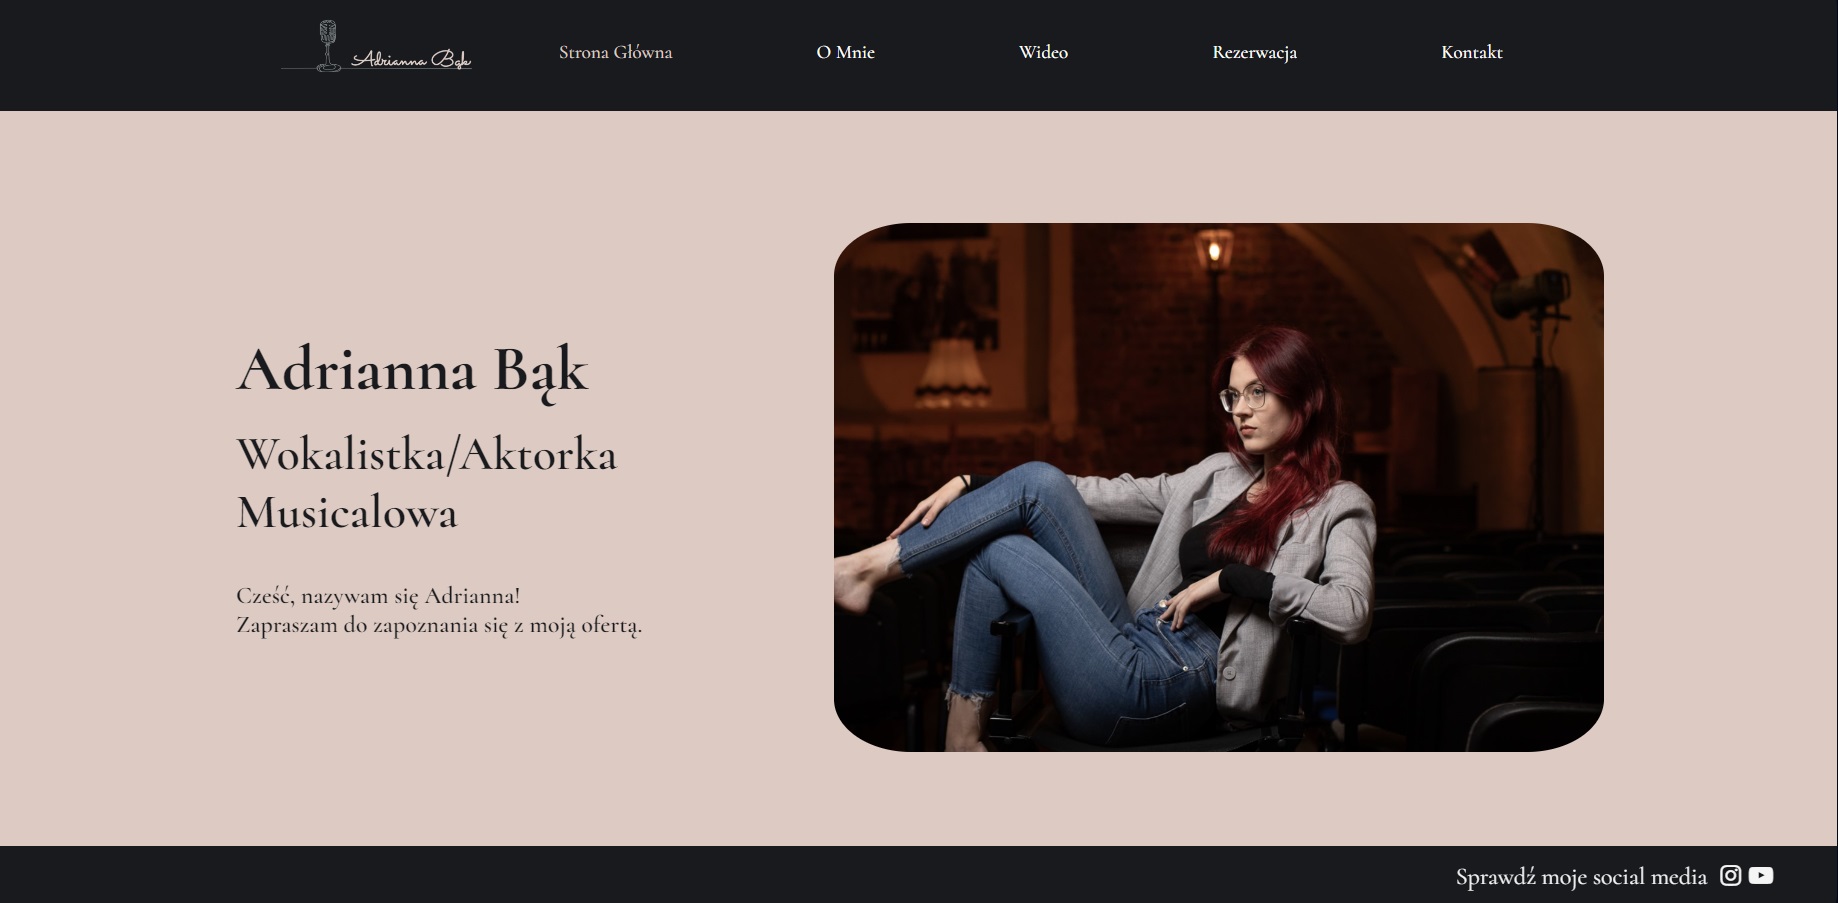 Adrianna Bąk
Strona Główna
O Mnie
Wideo
Rezerwacja
Kontakt
Adrianna Bąk
Wokalistka/Aktorka
Musicalowa
Cześć, nazywam się Adrianna!
Zapraszam do zapoznania się z moją ofertą.
Sprawdź moje social media